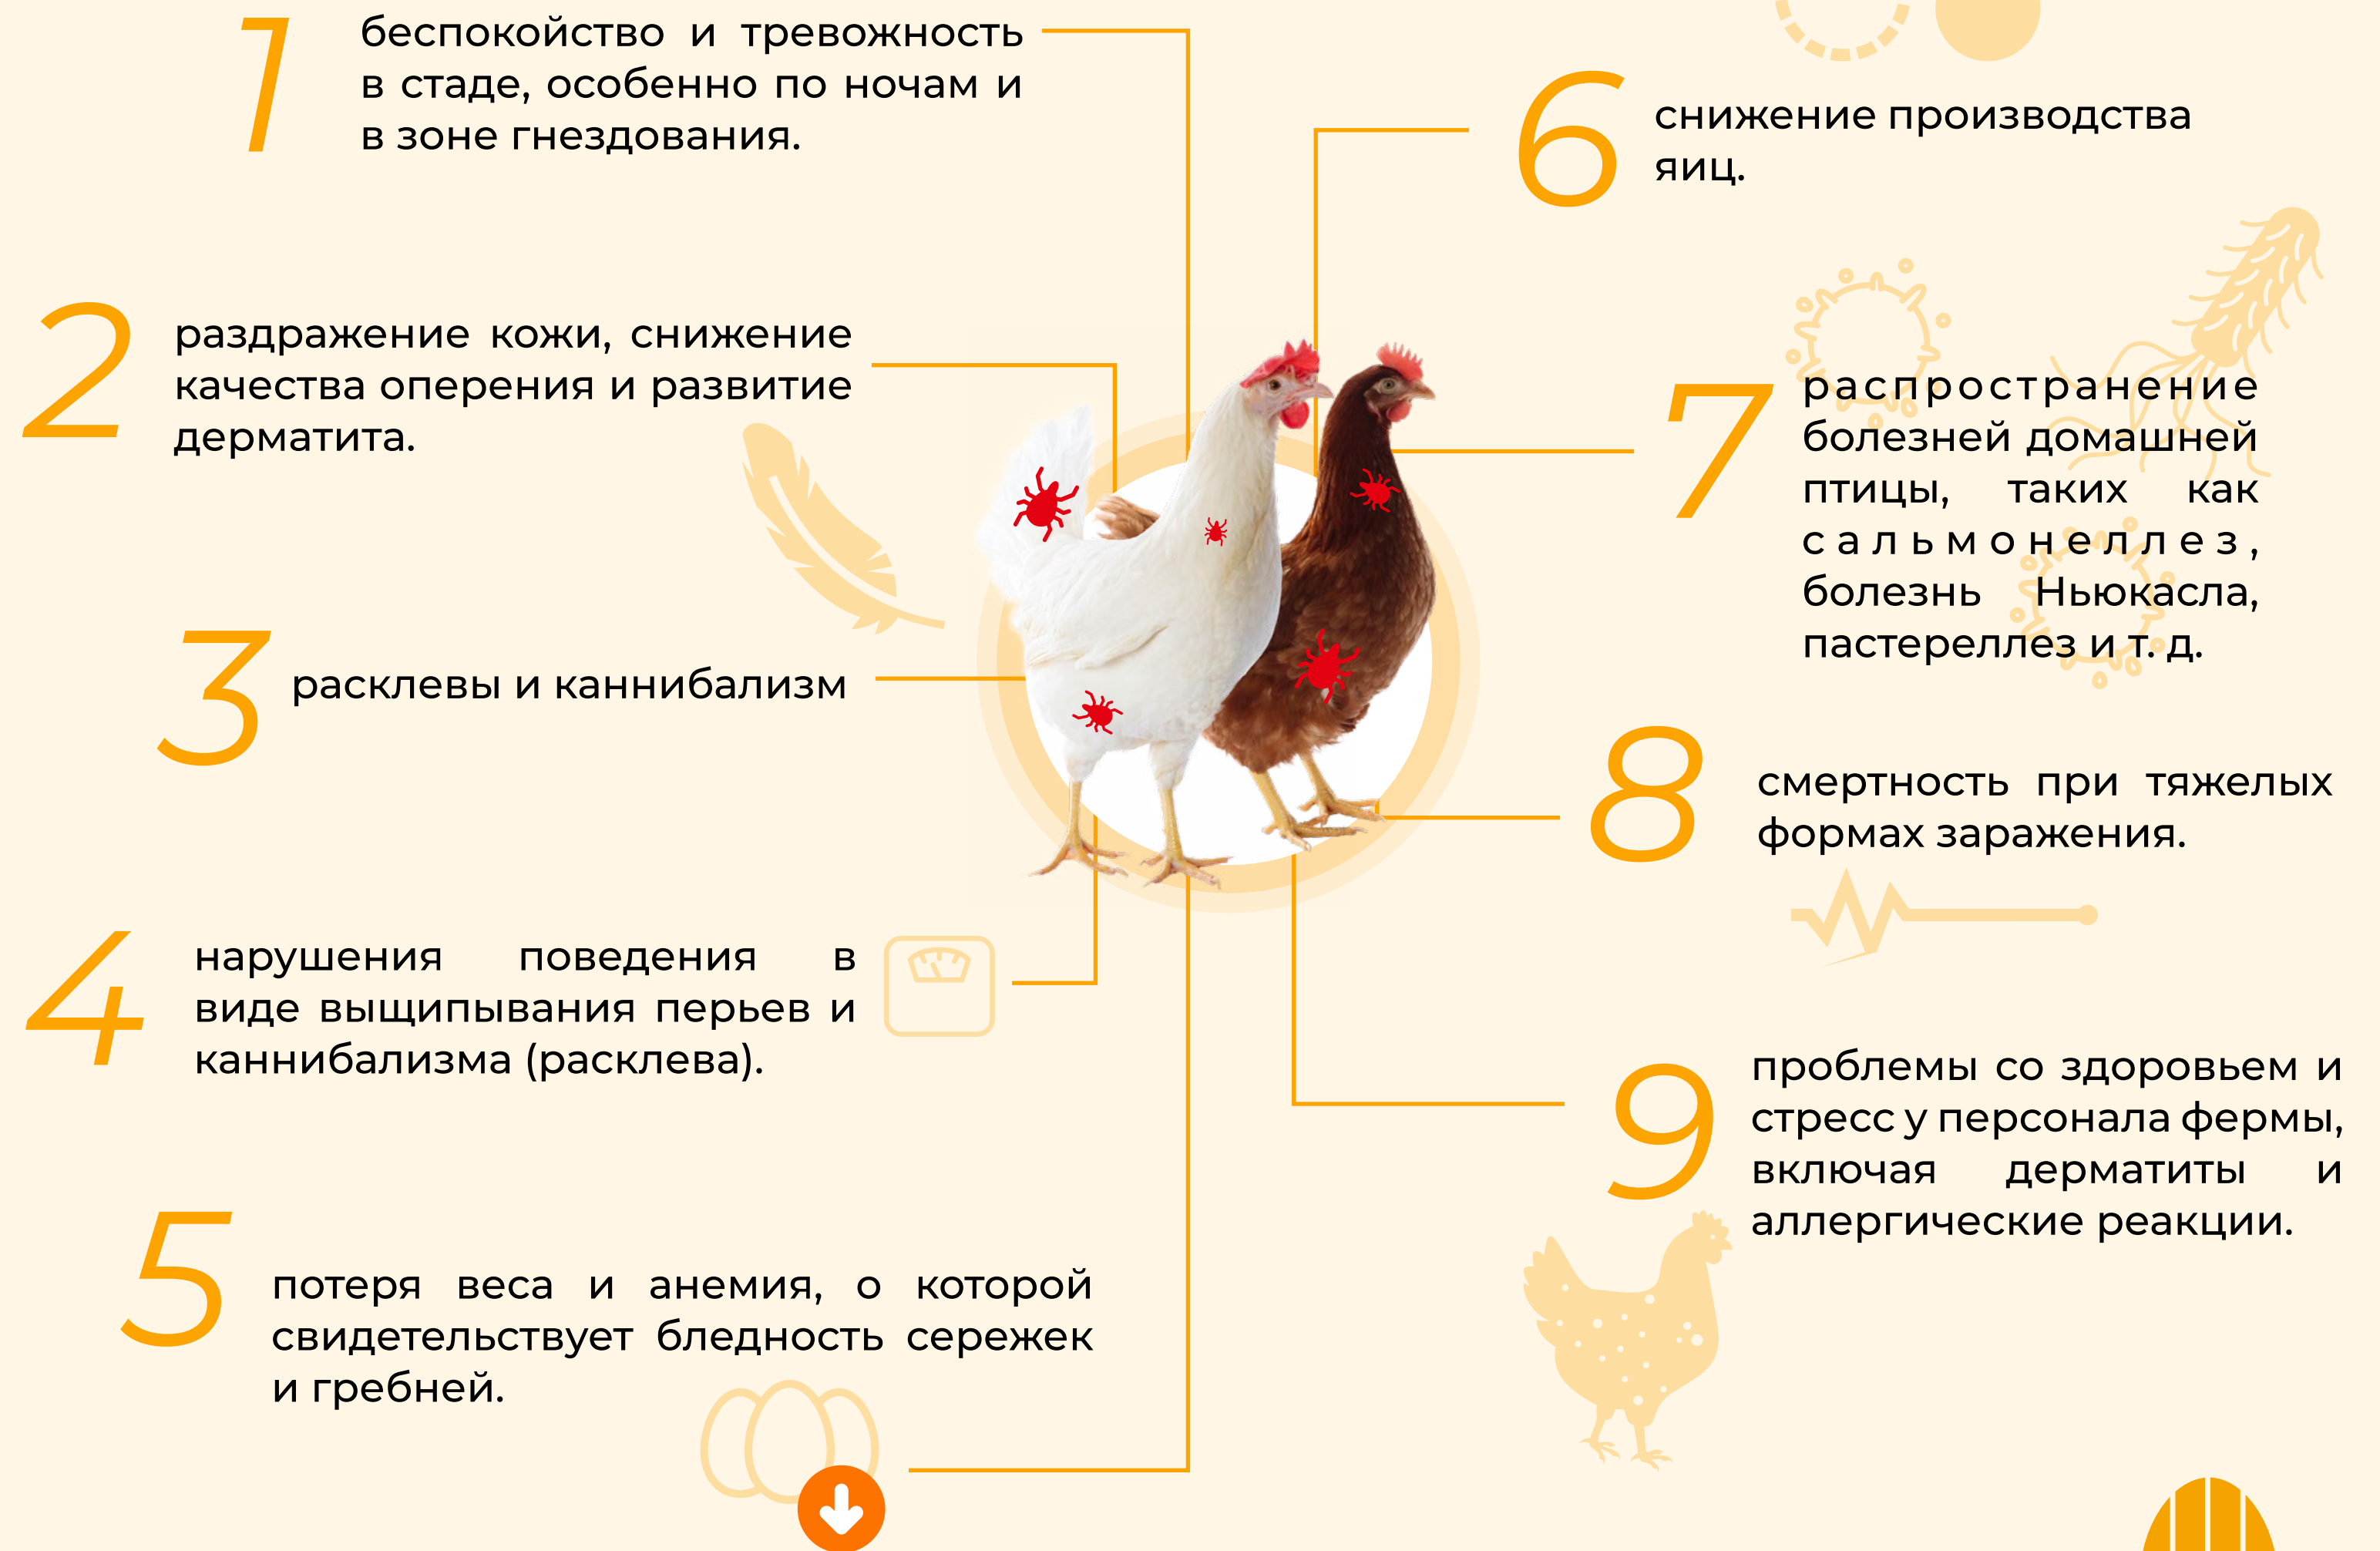 1
беспокойство и тревожность
в стаде, особенно по ночам и
в зоне гнездования.
2
раздражение кожи, снижение
качества оперения и развитие
дерматита.
3
расклевы и каннибализм
4
нарушения поведения в
виде выщипывания перьев и
каннибализма (расклева).
5
потеря веса и анемия, о которой
свидетельствует бледность сережек
и гребней.
6
снижение производства
яиц.
7
распространение
болезней домашней
птицы, таких как
сальмонеллез,
болезнь Ньюкасла,
пастереллез и т. д.
8
смертность при тяжелых
формах заражения.
9
проблемы со здоровьем и
стресс у персонала фермы,
включая дерматиты и
аллергические реакции.